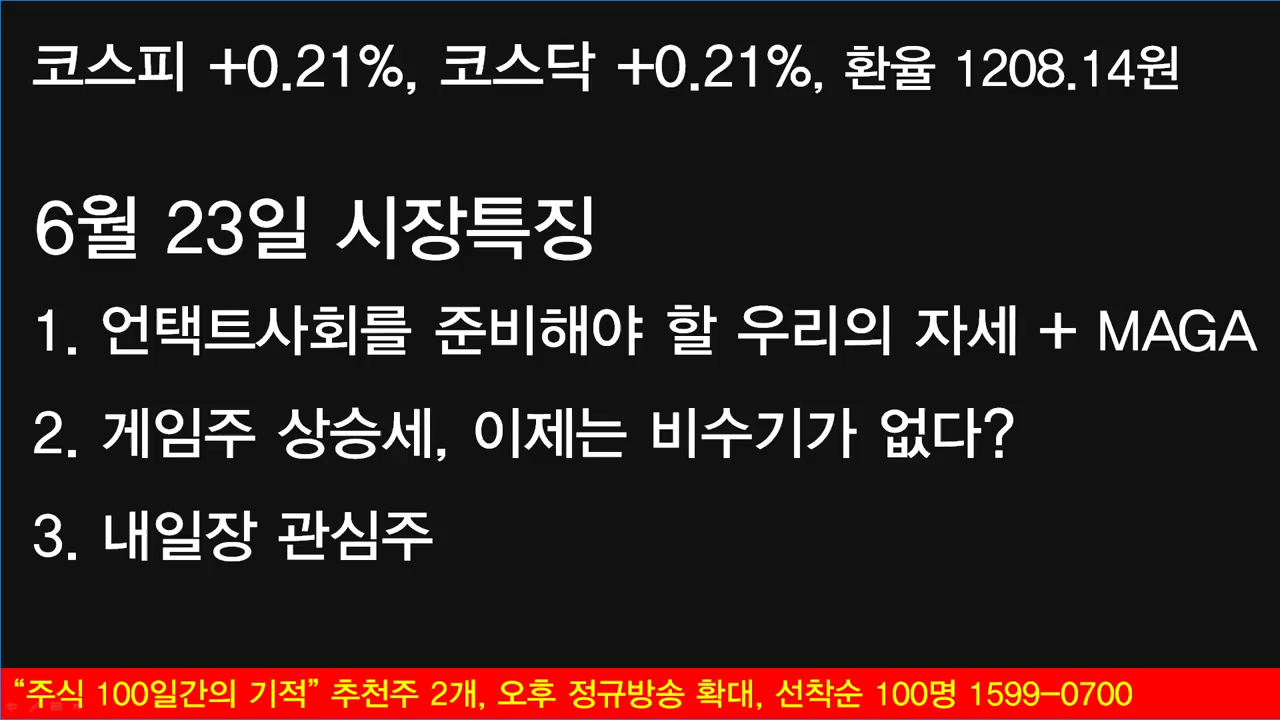 코스피 +0.21%, 코스닥 +0.21%, 환율 1208.14원
6월 23일 시장특징
1. 언택트사회를 준비해야 할 우리의 자세 + MAGA
2. 게임주 상승세, 이제는 비수기가 없다?
3. 내일장 관심주
“주식 100일간의 기적” 추천주 2개, 오후 정규방송 확대, 선착순 100명 1599-0700